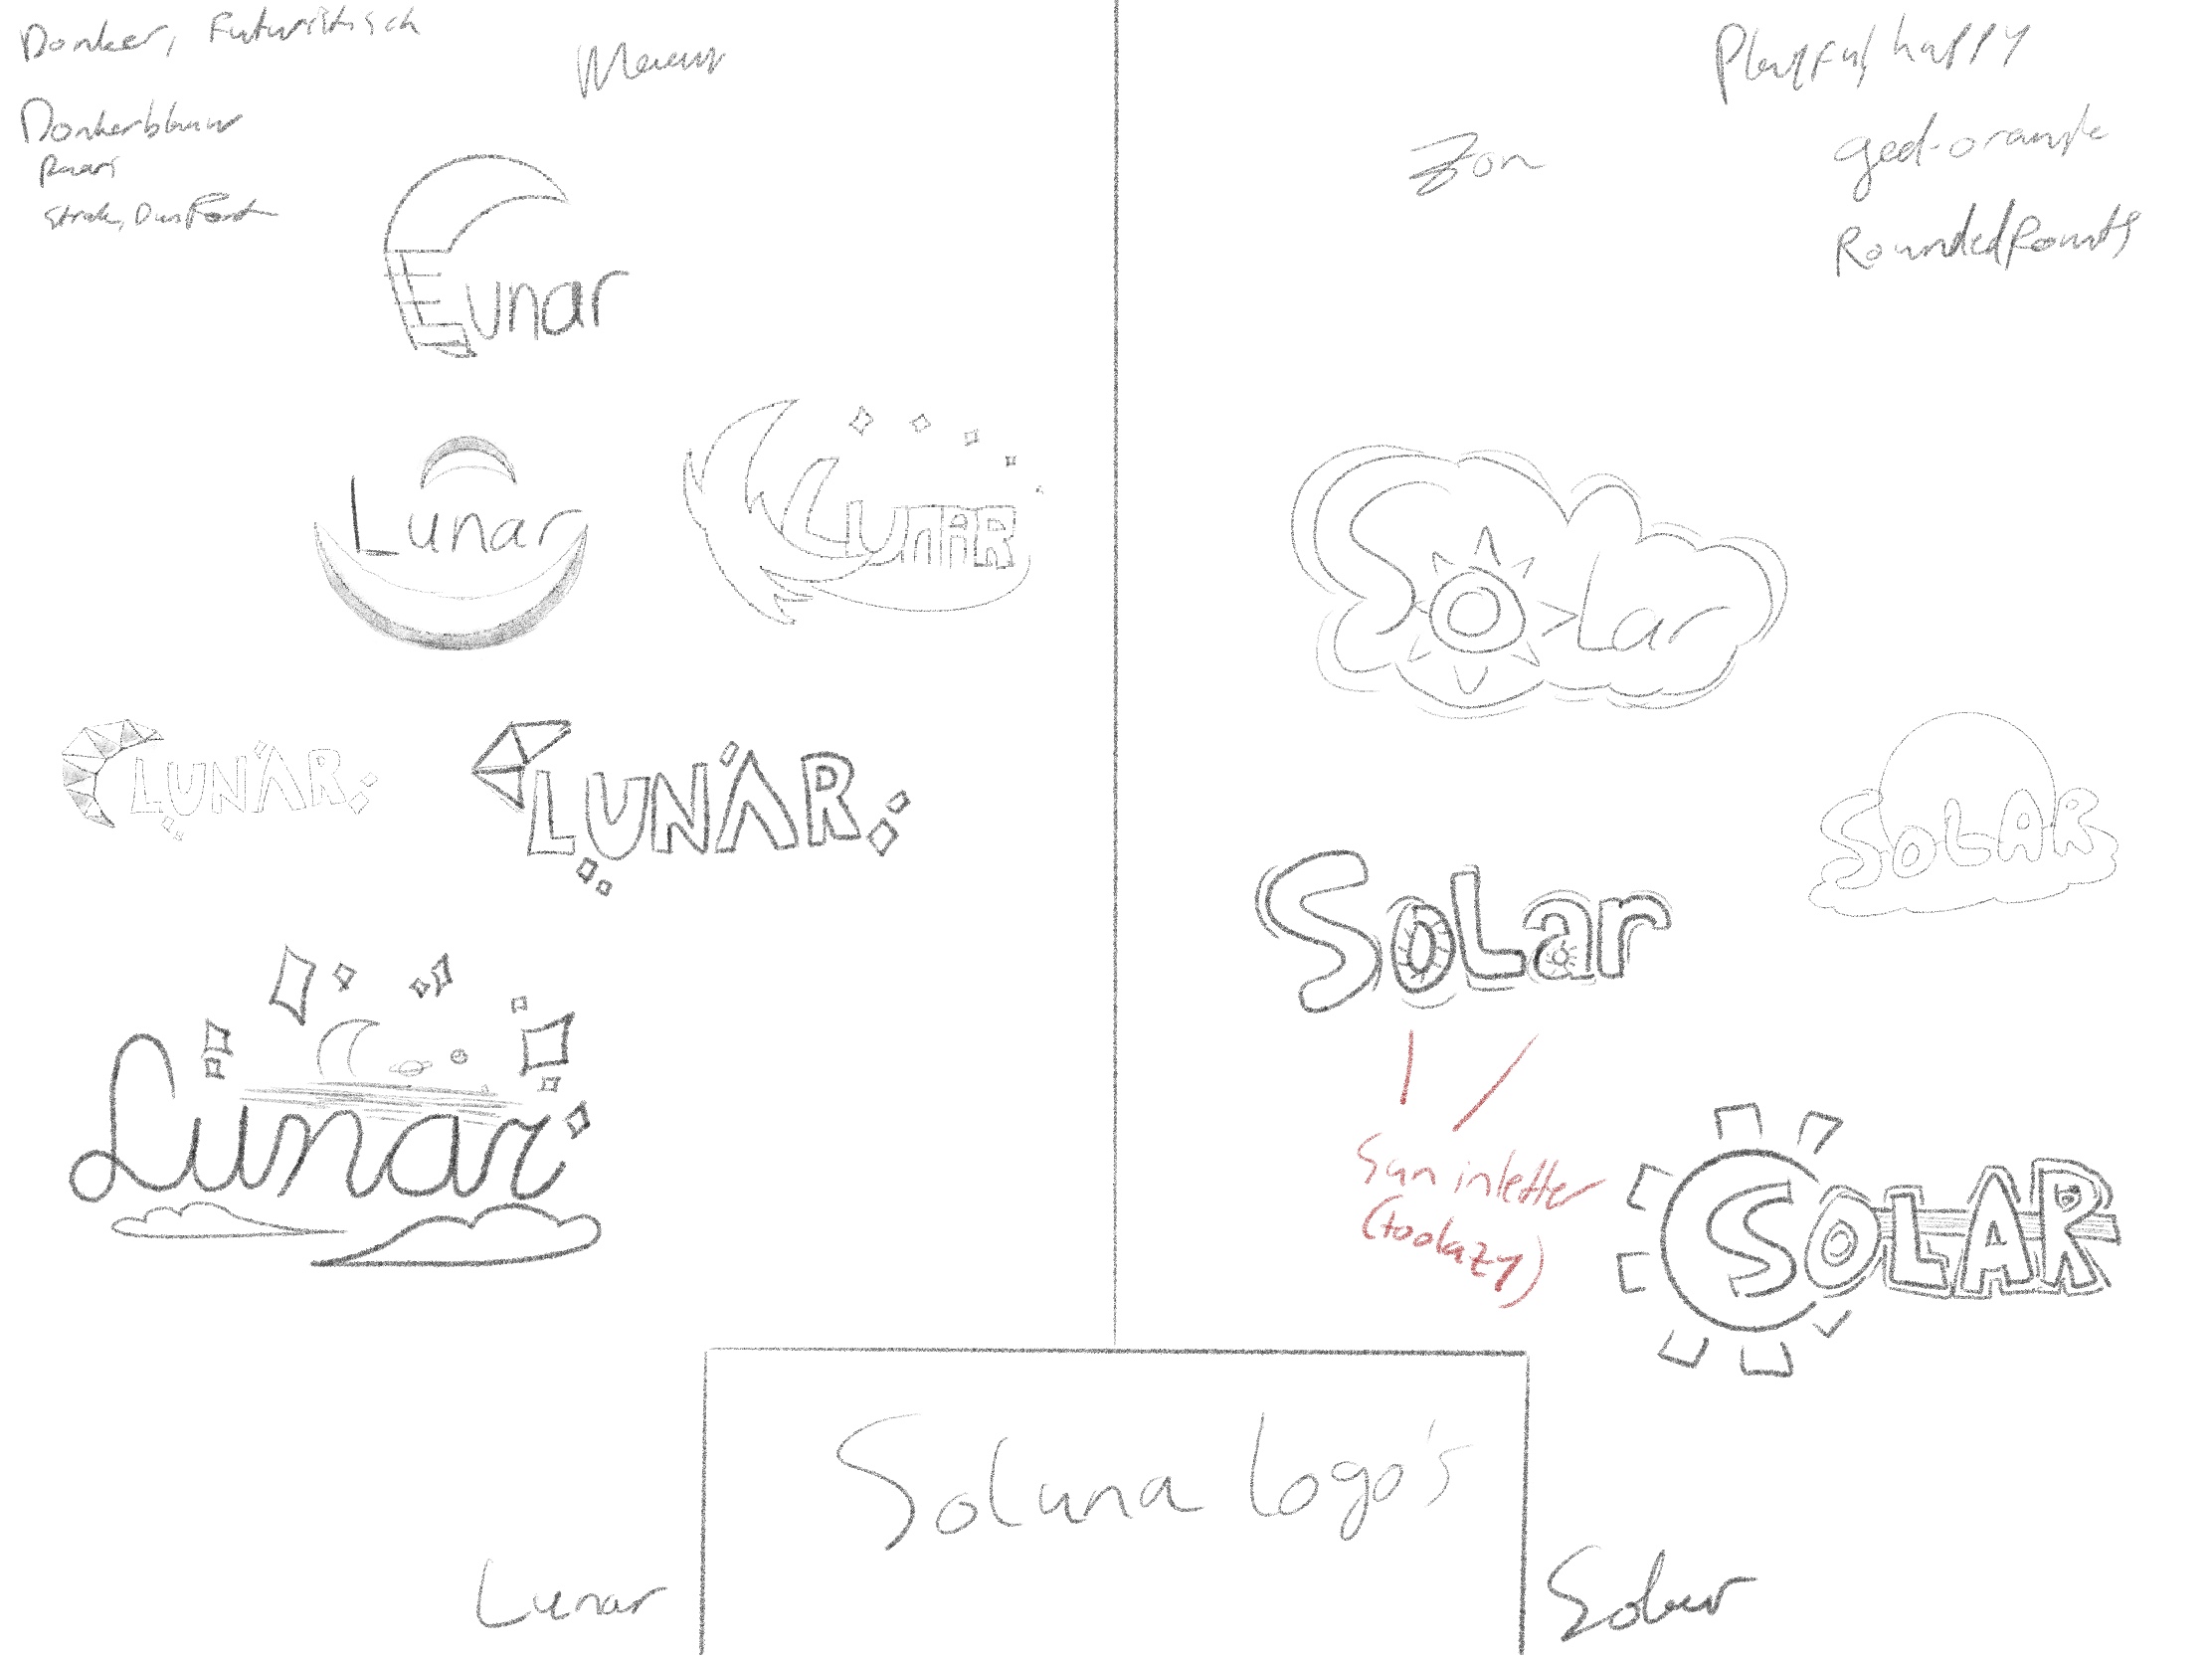 Donker, Futuristisch
Donkerblauw
Paars
Strak, Dun Font
Lunar
Lunar
LUNAR
LUNAR
LUNAR
Lunar
Lunar
Playful, happy
Zon
geel-oranje
Rounded fonts
Solar
SOLAR
SoLar
Sun in letter
(too lazy)
SOLAR
Soluna Logo's
Solar